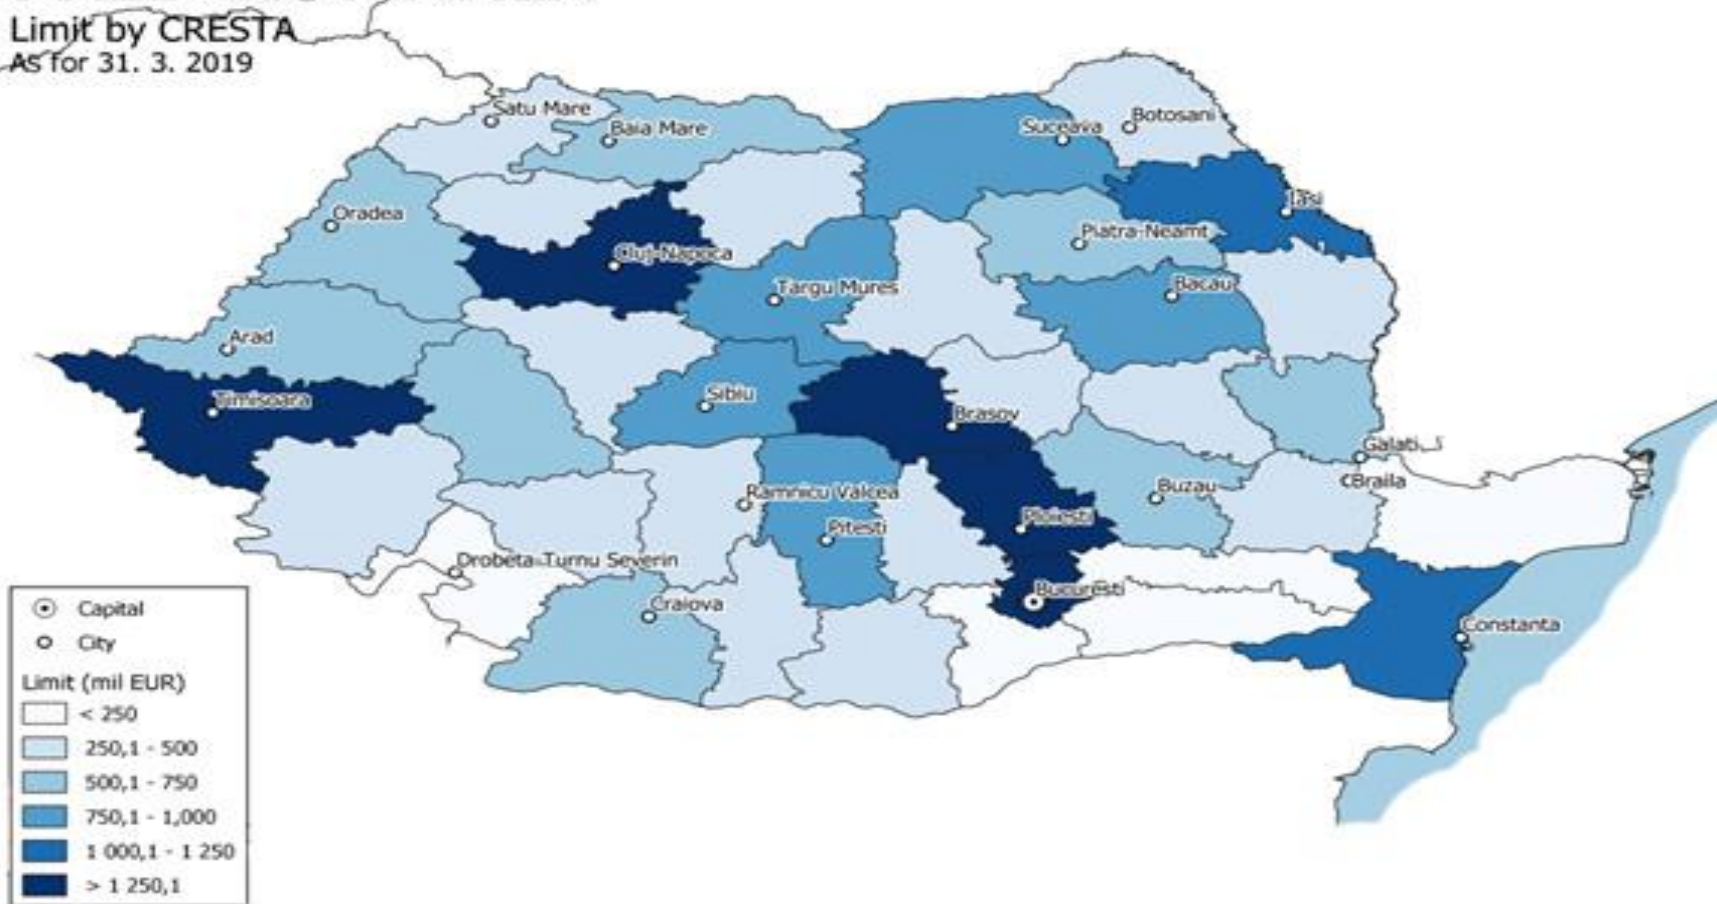 Limit by CRESTA
As for 31. 3. 2019
Satu Mare
Baia Mare
Suceava
Botosani
Oradea
Iasi
Cluj-Napoca
Piatra-Neamt
Targu Mures
Bacau
Arad
Timisoara
Sibiu
Brasov
Galati
Braila
Ramnicu Valcea
Buzau
Pitesti
Ploiesti
Drobeta-Turnu Severin
Bucuresti
Craiova
Constanta
Capital
City
Limit (mil EUR)
< 250
250,1 - 500
500,1 - 750
750,1 - 1,000
1 000,1 - 1 250
> 1 250,1